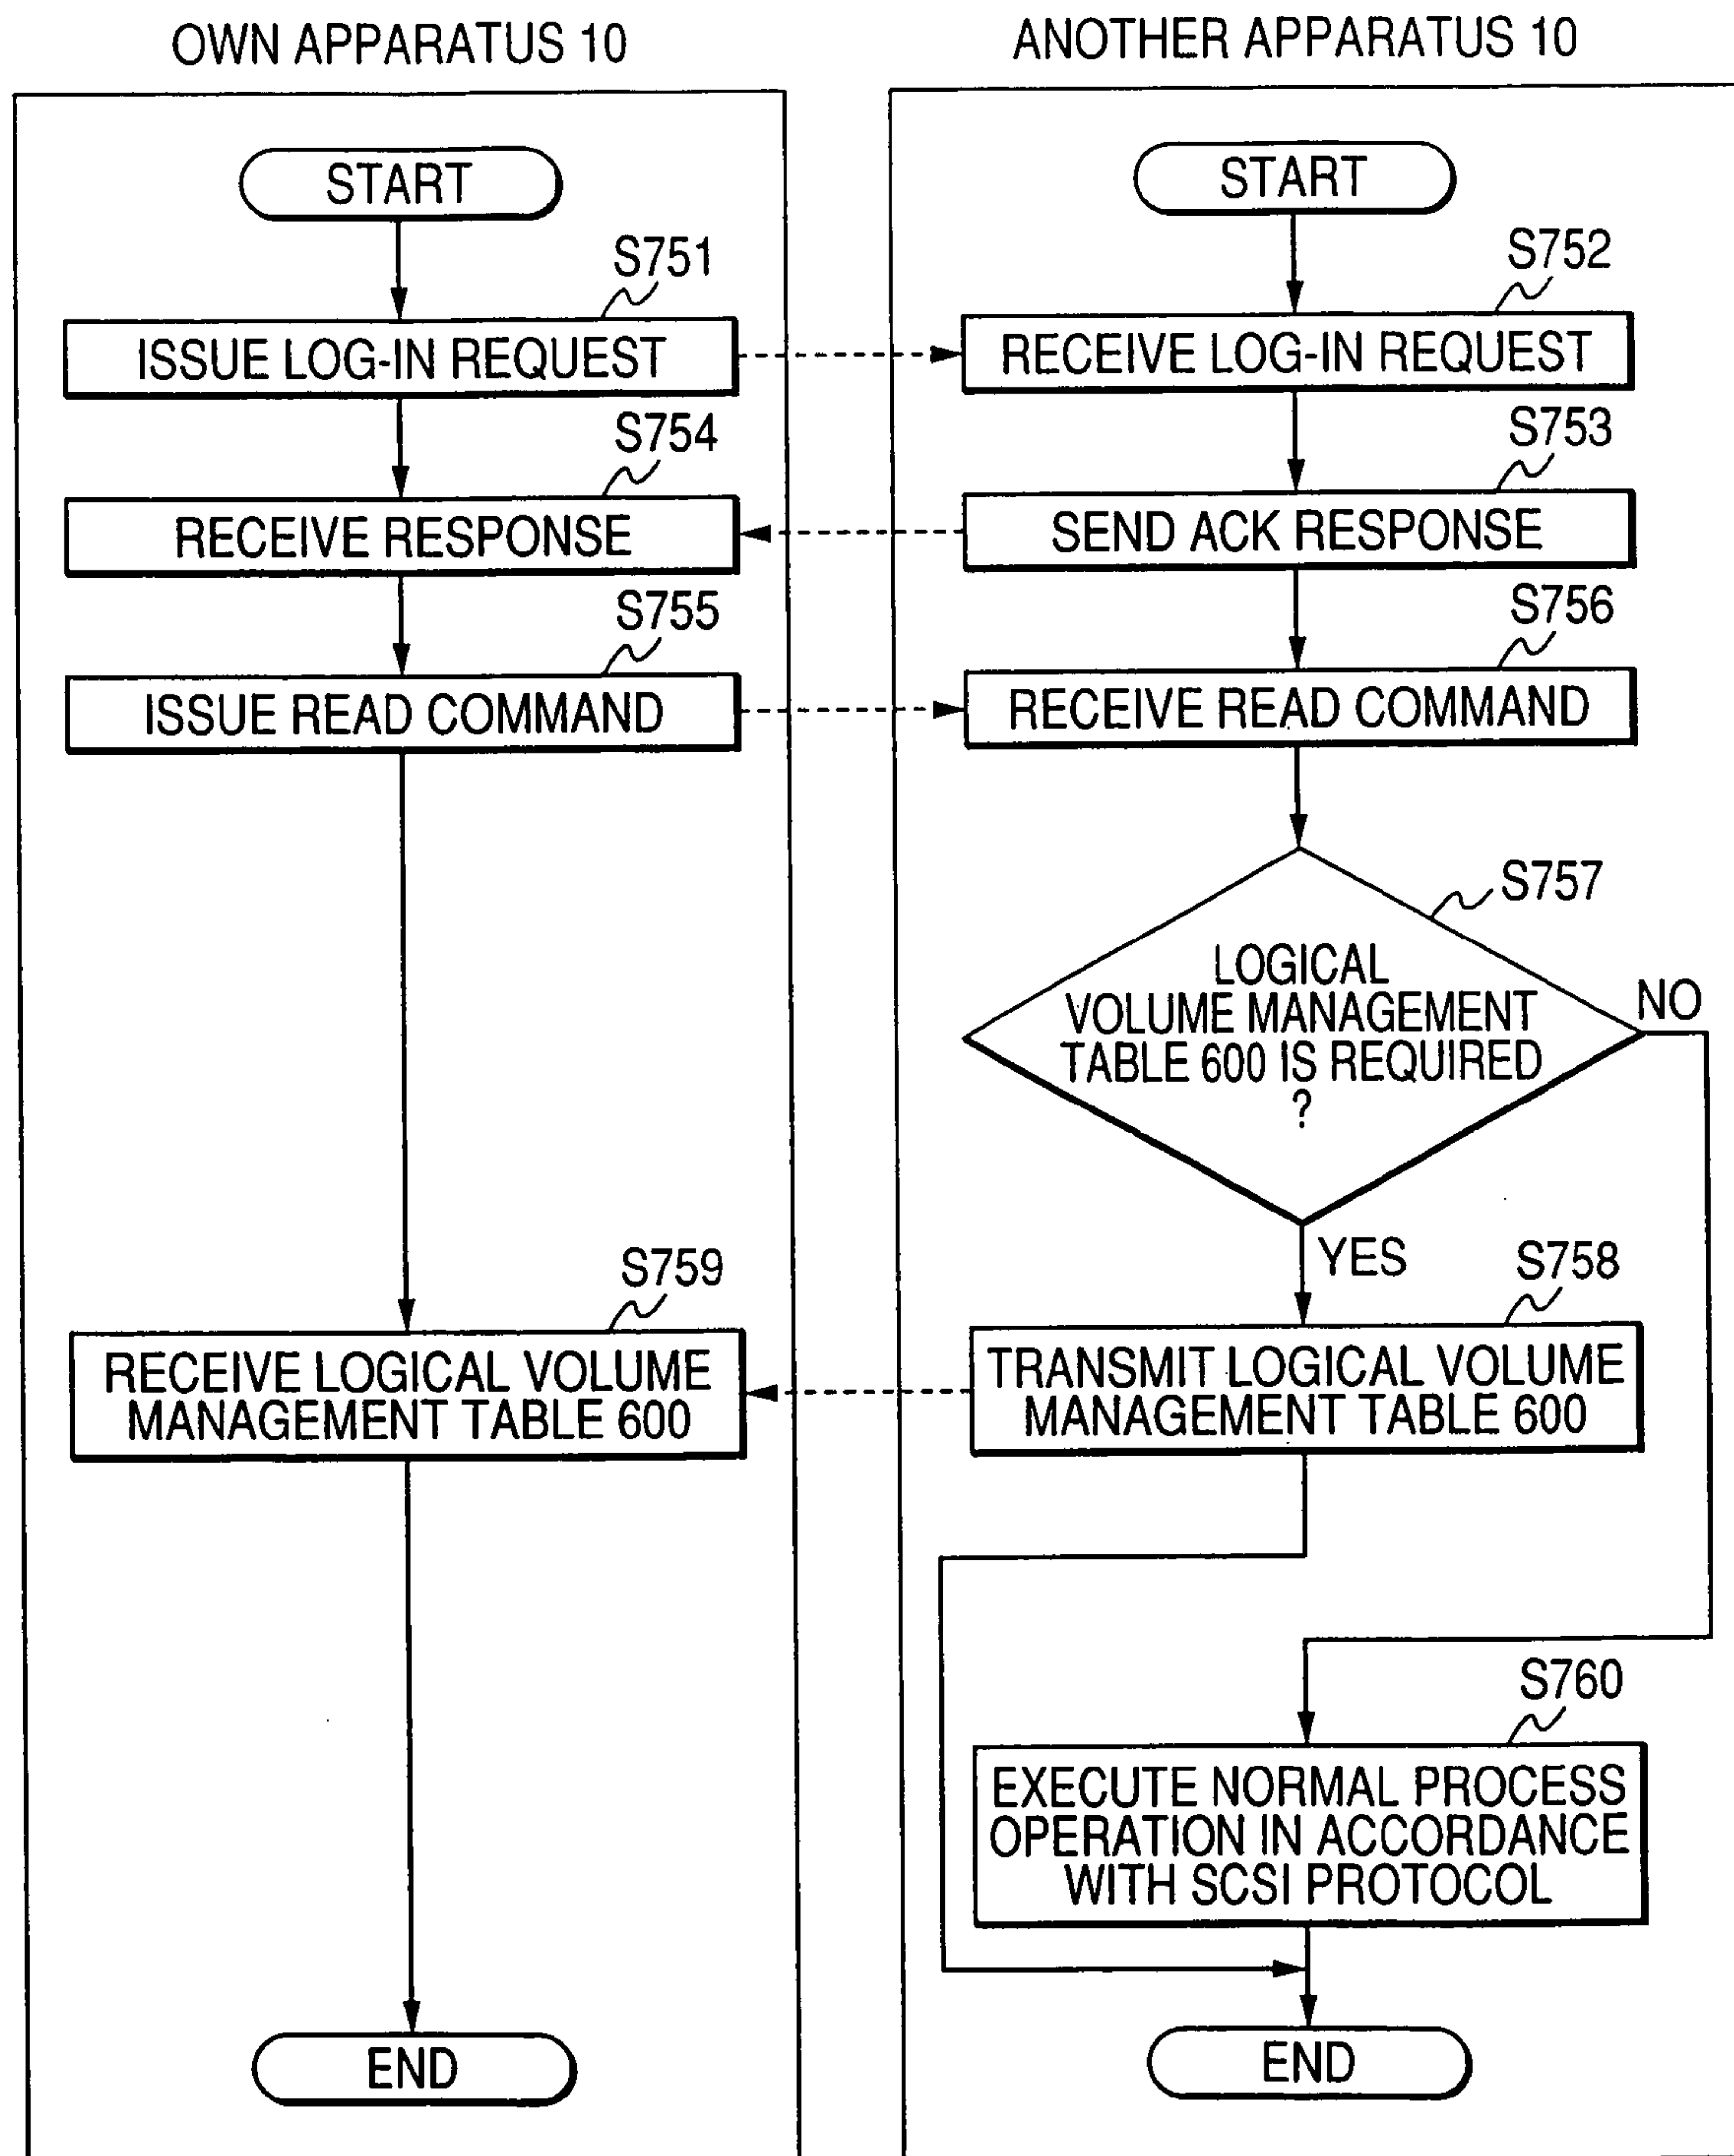 OWN APPARATUS 10
START
S751
ISSUE LOG-IN REQUEST
S754
RECEIVE RESPONSE
S755
ISSUE READ COMMAND
S759
RECEIVE LOGICAL VOLUME
MANAGEMENT TABLE 600
END
ANOTHER APPARATUS 10
START
S752
RECEIVE LOG-IN REQUEST
S753
SEND ACK RESPONSE
S756
RECEIVE READ COMMAND
S757
LOGICAL
VOLUME MANAGEMENT
TABLE 600 IS REQUIRED
?
NO
YES
S758
TRANSMIT LOGICAL VOLUME
MANAGEMENT TABLE 600
S760
EXECUTE NORMAL PROCESS
OPERATION IN ACCORDANCE
WITH SCSI PROTOCOL
END